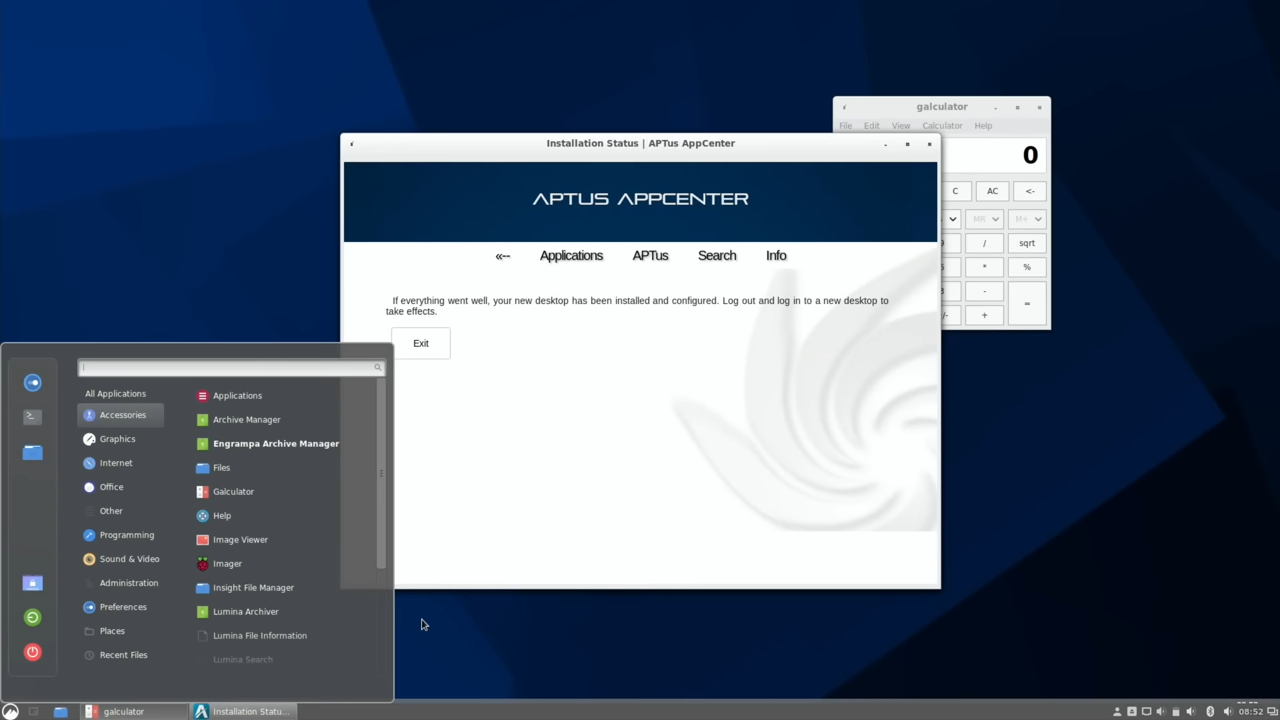 galculator
File Edit View Calculator Help
0
C AC <-
MR M+
/ sqrt
* %
-
=
+
Installation Status | APTus AppCenter
APTUS APPCENTER
«-- Applications APTus Search Info
If everything went well, your new desktop has been installed and configured. Log out and log in to a new desktop to
take effects.
Exit
All Applications
Accessories
Graphics
Internet
Office
Other
Programming
Sound & Video
Administration
Preferences
Places
Recent Files
Applications
Archive Manager
Engrampa Archive Manager
Files
Galculator
Help
Image Viewer
Imager
Insight File Manager
Lumina Archiver
Lumina File Information
Lumina Search
galculator
Installation Statu...
08:52